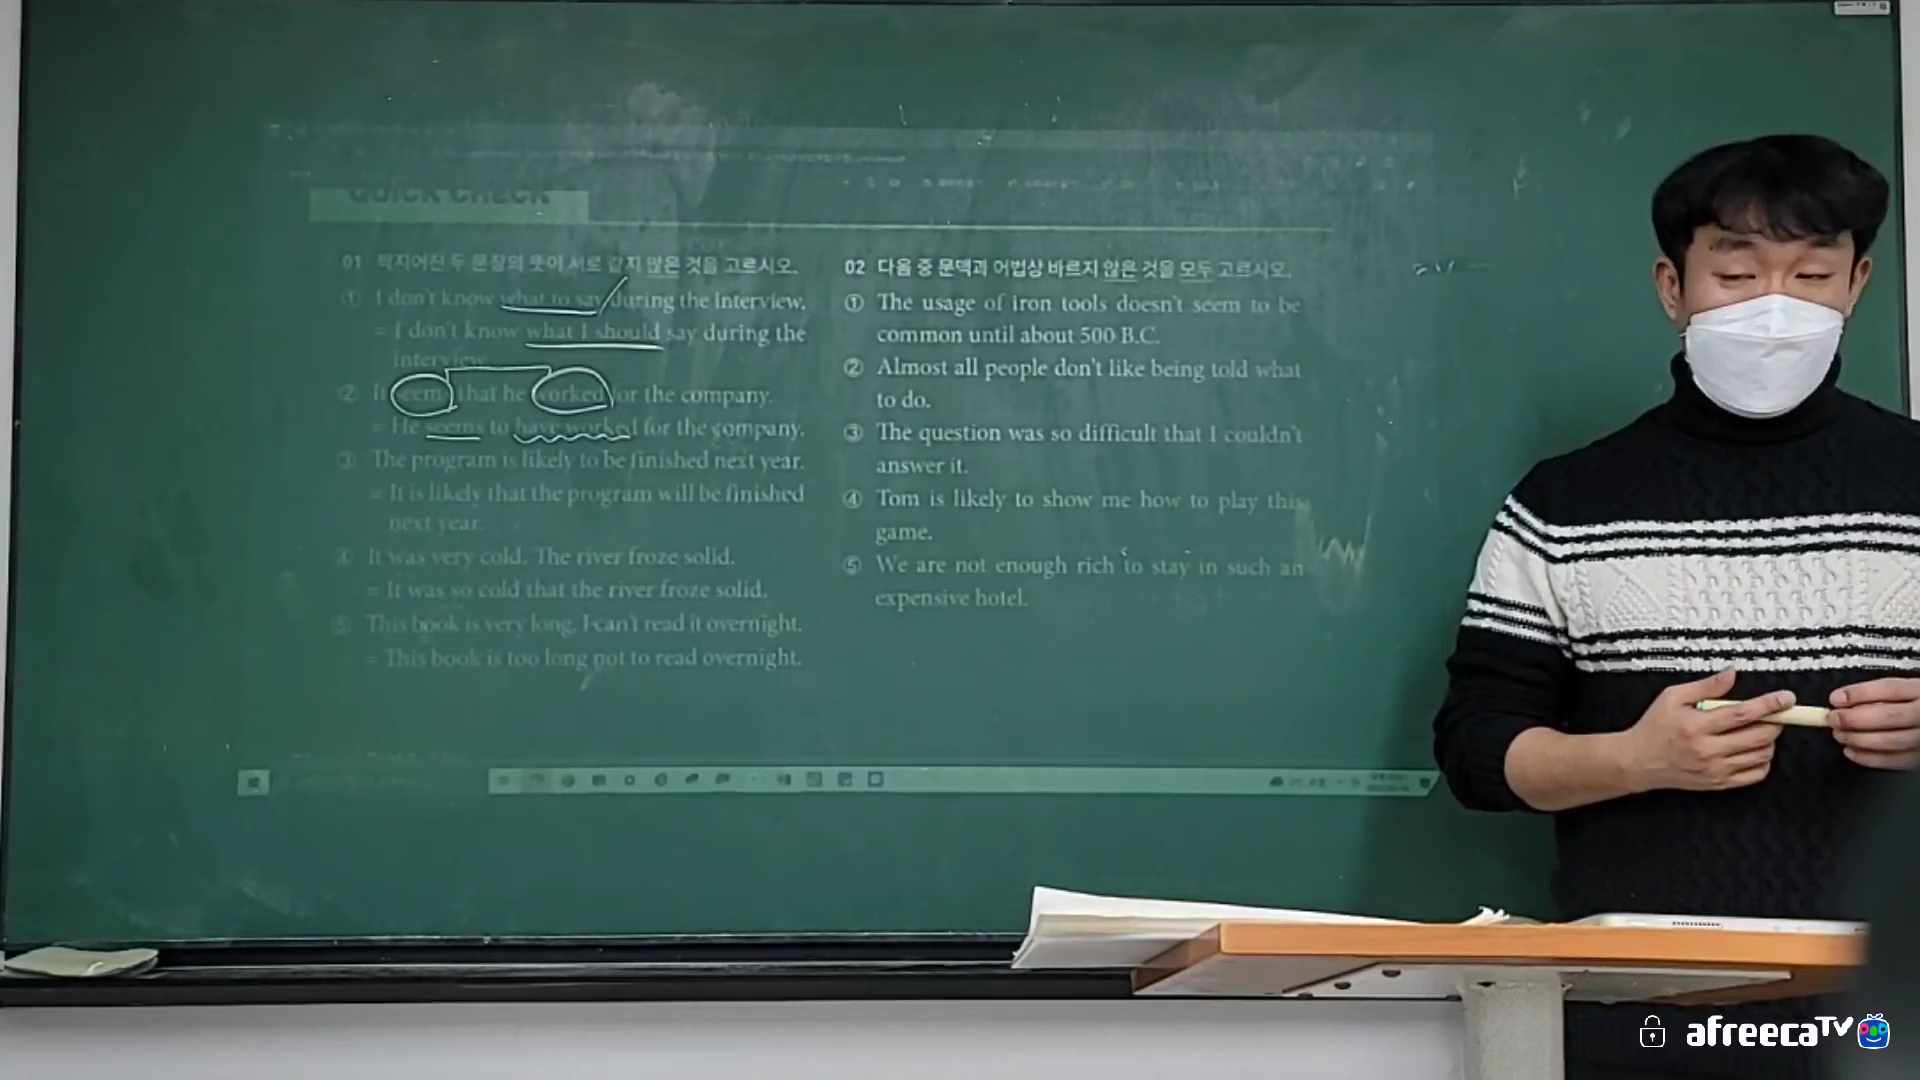 QUICK CHECK
01 짝지어진 두 문장의 뜻이 서로 같지 않은 것을 고르시오.
① I don't know what to say during the interview.
= I don't know what I should say during the
interview.
② It seems that he worked for the company.
= He seems to have worked for the company.
③ The program is likely to be finished next year.
= It is likely that the program will be finished
next year.
④ It was very cold. The river froze solid.
= It was so cold that the river froze solid.
⑤ This book is very long. I can't read it overnight.
= This book is too long not to read overnight.
02 다음 중 문맥과 어법상 바르지 않은 것을 모두 고르시오.
① The usage of iron tools doesn't seem to be
common until about 500 B.C.
② Almost all people don't like being told what
to do.
③ The question was so difficult that I couldn't
answer it.
④ Tom is likely to show me how to play this
game.
⑤ We are not enough rich to stay in such an
expensive hotel.
afreecaTV